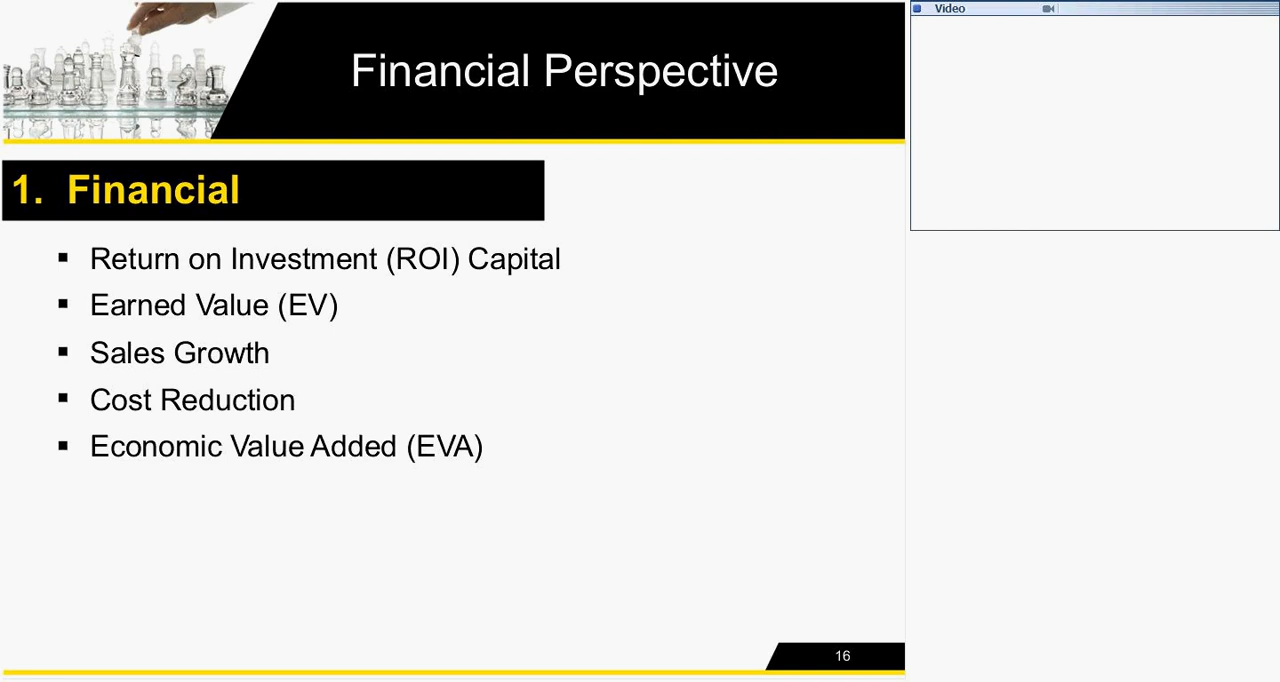 Financial Perspective
Video
1. Financial
▪ Return on Investment (ROI) Capital
▪ Earned Value (EV)
▪ Sales Growth
▪ Cost Reduction
▪ Economic Value Added (EVA)
16